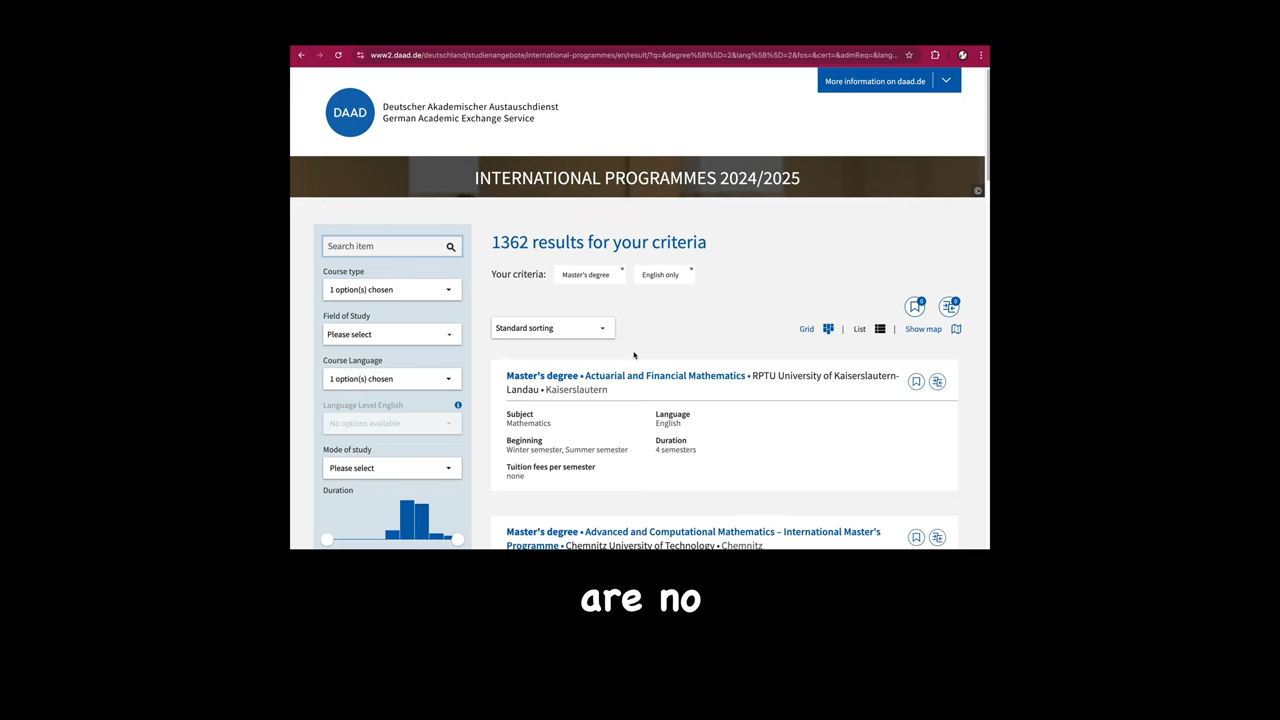 www2.daad.de/deutschland/studienangebote/international-programmes/en/result/?q=&degree%5B%5D=2&lang%5B%5D=2&fos=&cert=&admReq=&lang...
More information on daad.de
DAAD
Deutscher Akademischer Austauschdienst
German Academic Exchange Service
INTERNATIONAL PROGRAMMES 2024/2025
©
Search item
Course type
1 option(s) chosen
Field of Study
Please select
Course Language
1 option(s) chosen
Language Level English
No options available
Mode of study
Please select
Duration
1362 results for your criteria
Your criteria: Master's degree × English only ×
0 0
Standard sorting
Grid | List | Show map
Master's degree • Actuarial and Financial Mathematics • RPTU University of Kaiserslautern-
Landau • Kaiserslautern
Subject
Mathematics
Language
English
Beginning
Winter semester, Summer semester
Duration
4 semesters
Tuition fees per semester
none
Master's degree • Advanced and Computational Mathematics – International Master's
Programme • Chemnitz University of Technology • Chemnitz
are no